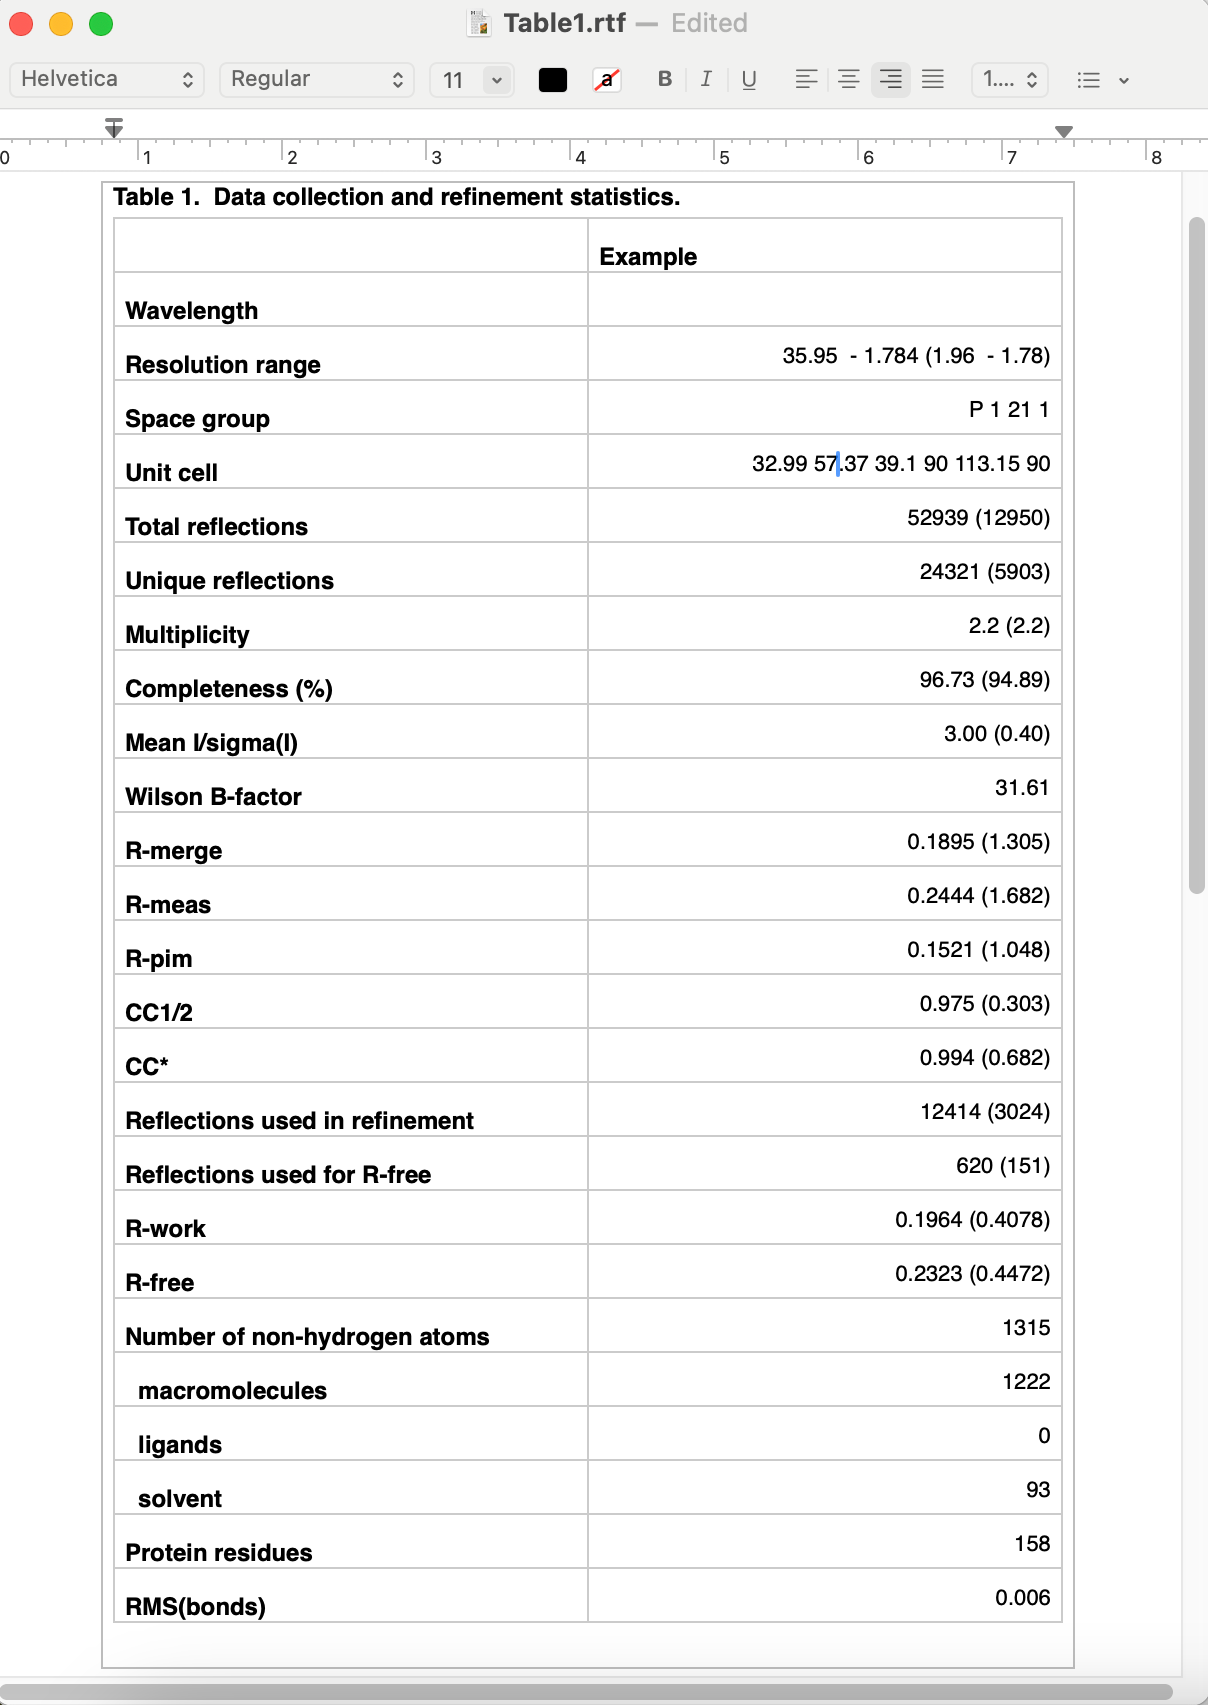 Table1.rtf — Edited
Helvetica Regular 11 a B I U 1....
0 1 2 3 4 5 6 7 8
Table 1.  Data collection and refinement statistics.
Example
Wavelength
Resolution range 35.95  - 1.784 (1.96  - 1.78)
Space group P 1 21 1
Unit cell 32.99 57.37 39.1 90 113.15 90
Total reflections 52939 (12950)
Unique reflections 24321 (5903)
Multiplicity 2.2 (2.2)
Completeness (%) 96.73 (94.89)
Mean I/sigma(I) 3.00 (0.40)
Wilson B-factor 31.61
R-merge 0.1895 (1.305)
R-meas 0.2444 (1.682)
R-pim 0.1521 (1.048)
CC1/2 0.975 (0.303)
CC* 0.994 (0.682)
Reflections used in refinement 12414 (3024)
Reflections used for R-free 620 (151)
R-work 0.1964 (0.4078)
R-free 0.2323 (0.4472)
Number of non-hydrogen atoms 1315
macromolecules 1222
ligands 0
solvent 93
Protein residues 158
RMS(bonds) 0.006